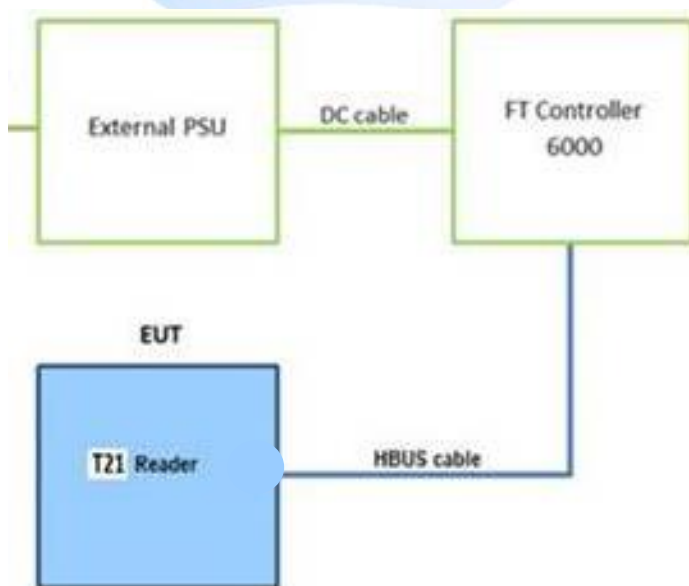 External PSU
DC cable
FT Controller
6000
EUT
T21 Reader
HBUS cable